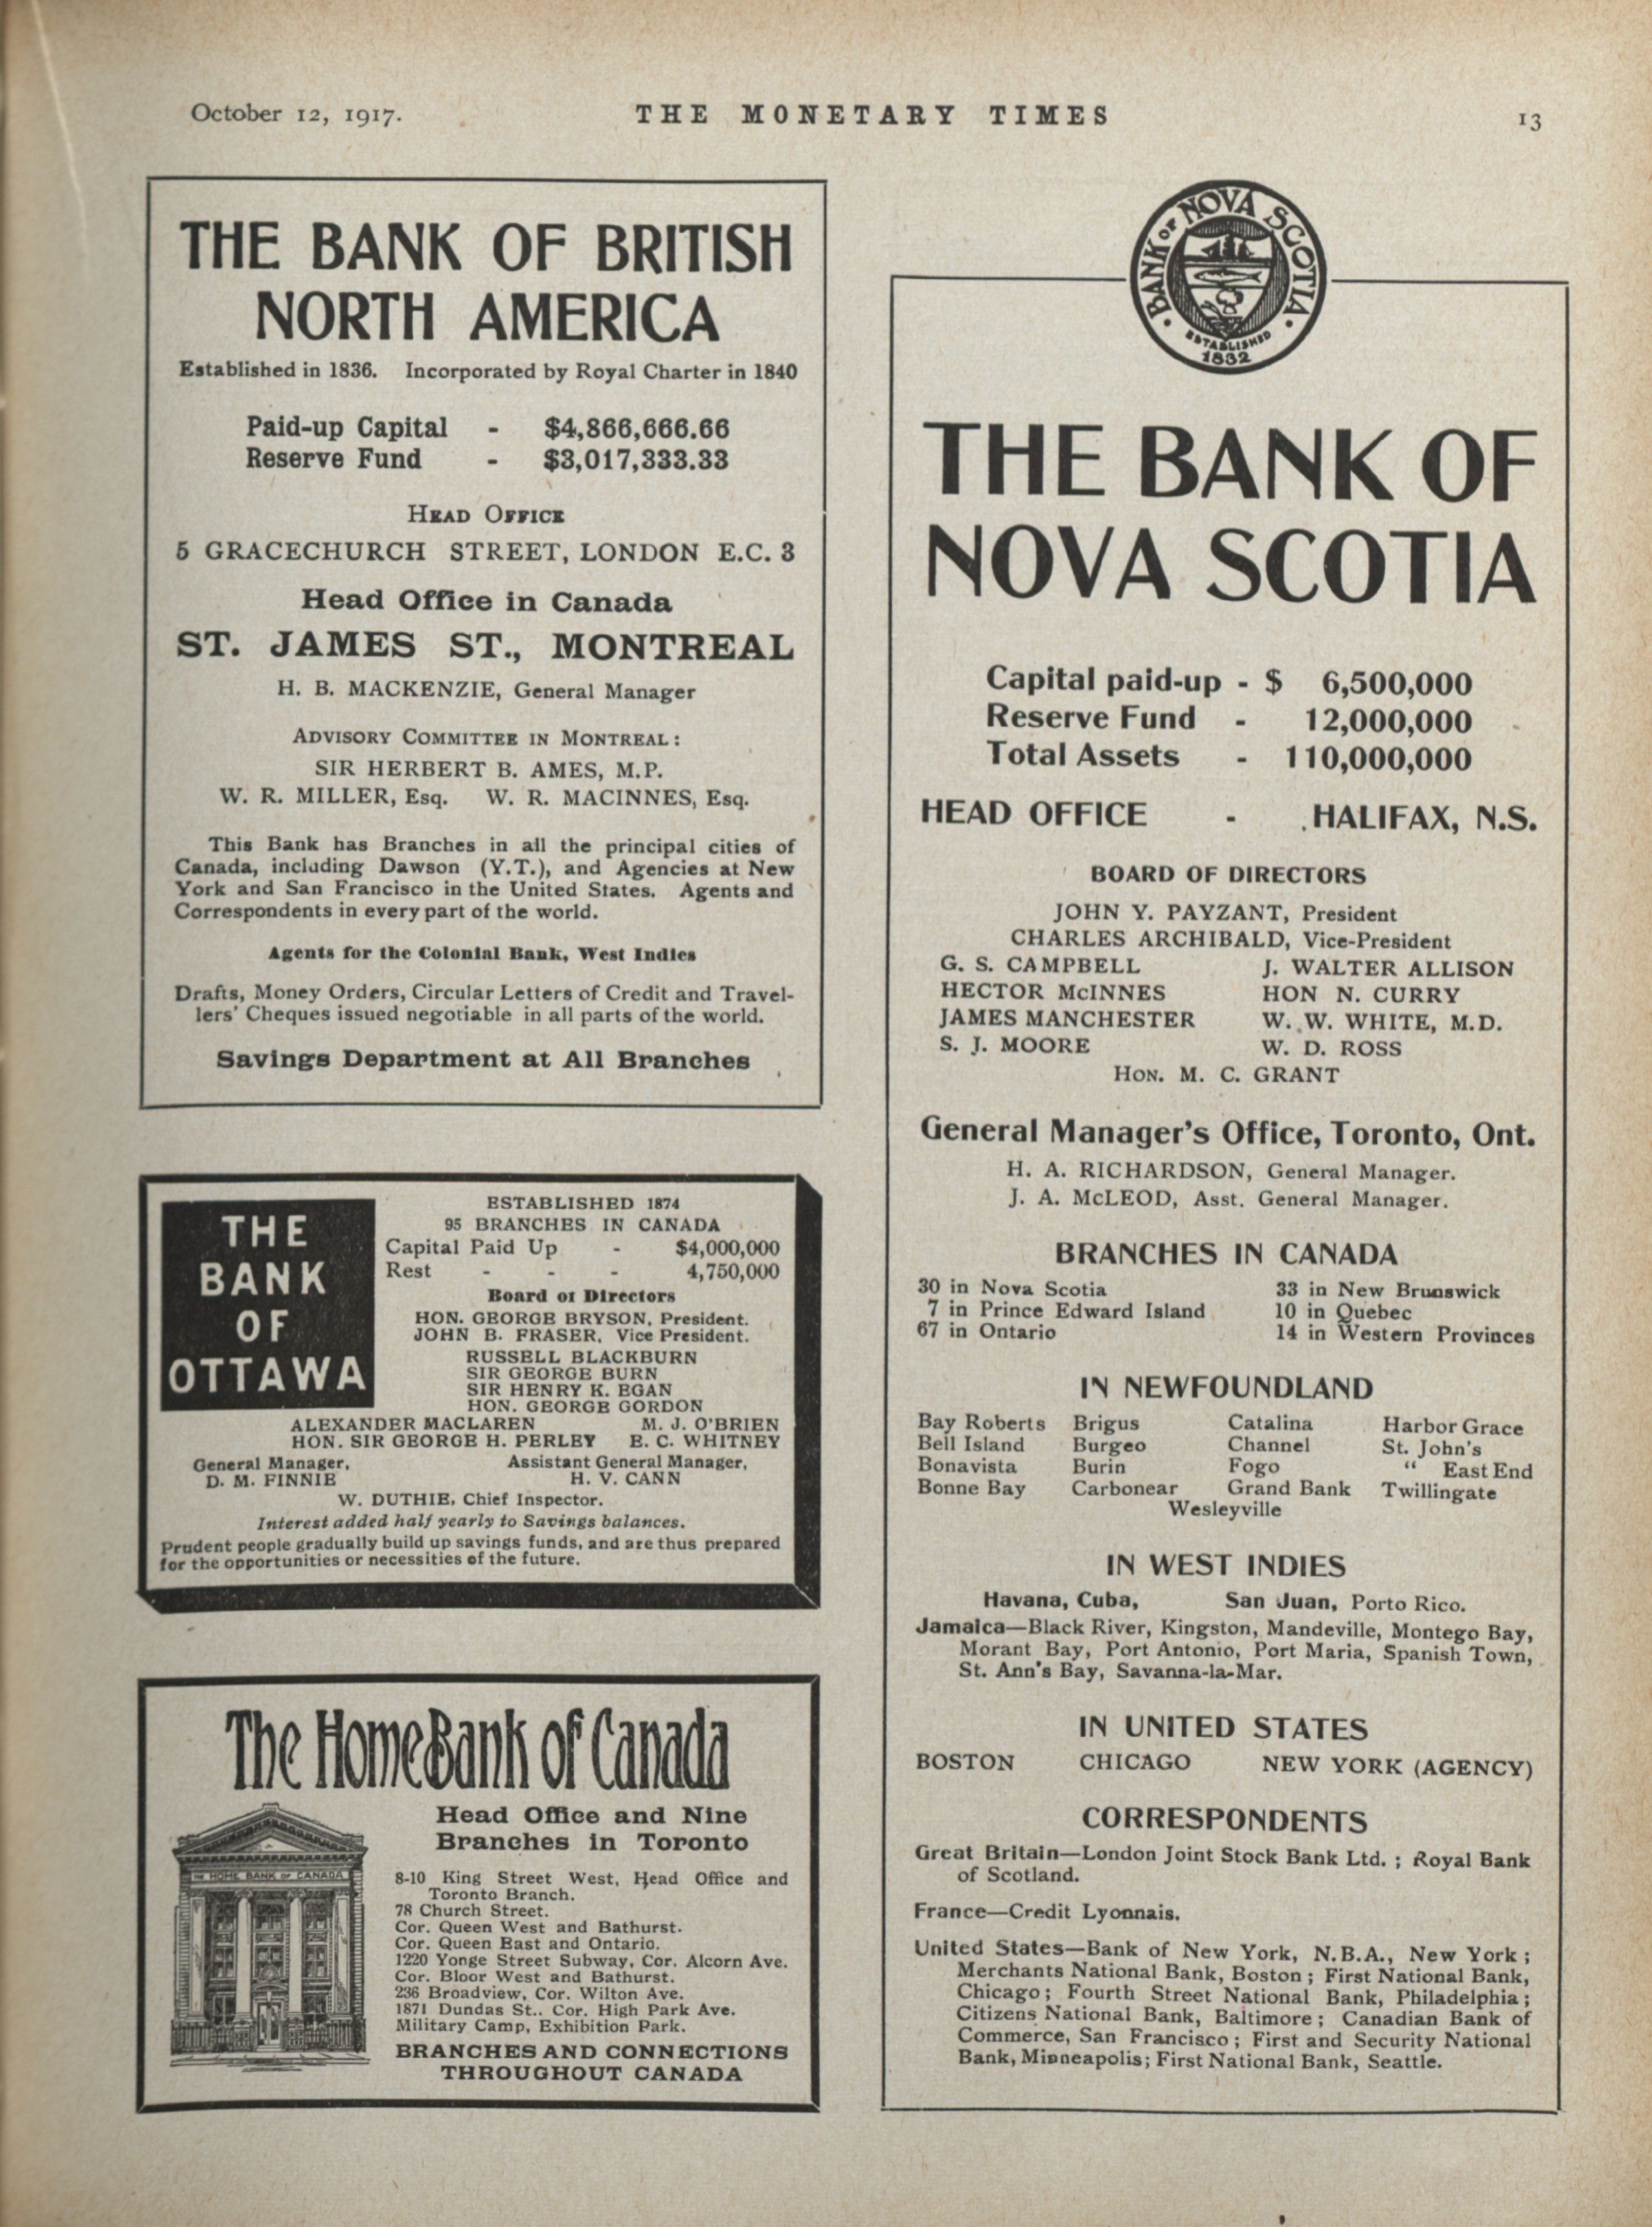 October 12, 1917.
THE MONETARY TIMES
13
THE BANK OF BRITISH
NORTH AMERICA
Established in 1836. Incorporated by Royal Charter in 1840
Paid-up Capital - $4,866,666.66
Reserve Fund - $3,017,333.33
HEAD OFFICE
5 GRACECHURCH STREET, LONDON E.C. 3
Head Office in Canada
ST. JAMES ST., MONTREAL
H. B. MACKENZIE, General Manager
ADVISORY COMMITTEE IN MONTREAL:
SIR HERBERT B. AMES, M.P.
W. R. MILLER, Esq. W. R. MACINNES, Esq.
This Bank has Branches in all the principal cities of
Canada, including Dawson (Y.T.), and Agencies at New
York and San Francisco in the United States. Agents and
Correspondents in every part of the world.
Agents for the Colonial Bank, West Indies
Drafts, Money Orders, Circular Letters of Credit and Travel-
lers' Cheques issued negotiable in all parts of the world.
Savings Department at All Branches
THE
BANK
OF
OTTAWA
ESTABLISHED 1874
95 BRANCHES IN CANADA
Capital Paid Up - $4,000,000
Rest - - - 4,750,000
Board of Directors
HON. GEORGE BRYSON, President.
JOHN B. FRASER, Vice President.
RUSSELL BLACKBURN
SIR GEORGE BURN
SIR HENRY K. EGAN
HON. GEORGE GORDON
ALEXANDER MACLAREN M. J. O'BRIEN
HON. SIR GEORGE H. PERLEY E. C. WHITNEY
General Manager, Assistant General Manager,
D. M. FINNIE H. V. CANN
W. DUTHIE, Chief Inspector.
Interest added half yearly to Savings balances.
Prudent people gradually build up savings funds, and are thus prepared
for the opportunities or necessities of the future.
The Home Bank of Canada
THE HOME BANK OF CANADA
Head Office and Nine
Branches in Toronto
8-10 King Street West, Head Office and
Toronto Branch.
78 Church Street.
Cor. Queen West and Bathurst.
Cor. Queen East and Ontario.
1220 Yonge Street Subway, Cor. Alcorn Ave.
Cor. Bloor West and Bathurst.
236 Broadview, Cor. Wilton Ave.
1871 Dundas St., Cor. High Park Ave.
Military Camp, Exhibition Park.
BRANCHES AND CONNECTIONS
THROUGHOUT CANADA
BANK OF NOVA SCOTIA
ESTABLISHED
1832
THE BANK OF
NOVA SCOTIA
Capital paid-up - $ 6,500,000
Reserve Fund - 12,000,000
Total Assets - 110,000,000
HEAD OFFICE - HALIFAX, N.S.
BOARD OF DIRECTORS
JOHN Y. PAYZANT, President
CHARLES ARCHIBALD, Vice-President
G. S. CAMPBELL J. WALTER ALLISON
HECTOR McINNES HON N. CURRY
JAMES MANCHESTER W. W. WHITE, M.D.
S. J. MOORE W. D. ROSS
HON. M. C. GRANT
General Manager's Office, Toronto, Ont.
H. A. RICHARDSON, General Manager.
J. A. McLEOD, Asst. General Manager.
BRANCHES IN CANADA
30 in Nova Scotia 33 in New Brunswick
7 in Prince Edward Island 10 in Quebec
67 in Ontario 14 in Western Provinces
IN NEWFOUNDLAND
Bay Roberts Brigus Catalina Harbor Grace
Bell Island Burgeo Channel St. John's
Bonavista Burin Fogo " East End
Bonne Bay Carbonear Grand Bank Twillingate
Wesleyville
IN WEST INDIES
Havana, Cuba, San Juan, Porto Rico.
Jamaica—Black River, Kingston, Mandeville, Montego Bay,
Morant Bay, Port Antonio, Port Maria, Spanish Town,
St. Ann's Bay, Savanna-la-Mar.
IN UNITED STATES
BOSTON CHICAGO NEW YORK (AGENCY)
CORRESPONDENTS
Great Britain—London Joint Stock Bank Ltd. ; Royal Bank
of Scotland.
France—Credit Lyonnais.
United States—Bank of New York, N.B.A., New York ;
Merchants National Bank, Boston ; First National Bank,
Chicago ; Fourth Street National Bank, Philadelphia ;
Citizens National Bank, Baltimore ; Canadian Bank of
Commerce, San Francisco ; First and Security National
Bank, Minneapolis ; First National Bank, Seattle.